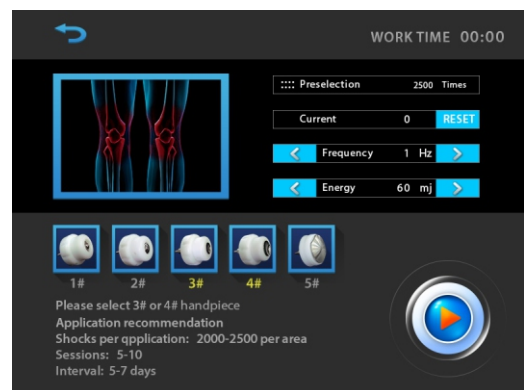 WORK TIME 00:00
:::: Preselection 2500 Times
Current 0 RESET
Frequency 1 Hz
Energy 60 mj
1# 2# 3# 4# 5#
Please select 3# or 4# handpiece
Application recommendation
Shocks per qpplication: 2000-2500 per area
Sessions: 5-10
Interval: 5-7 days